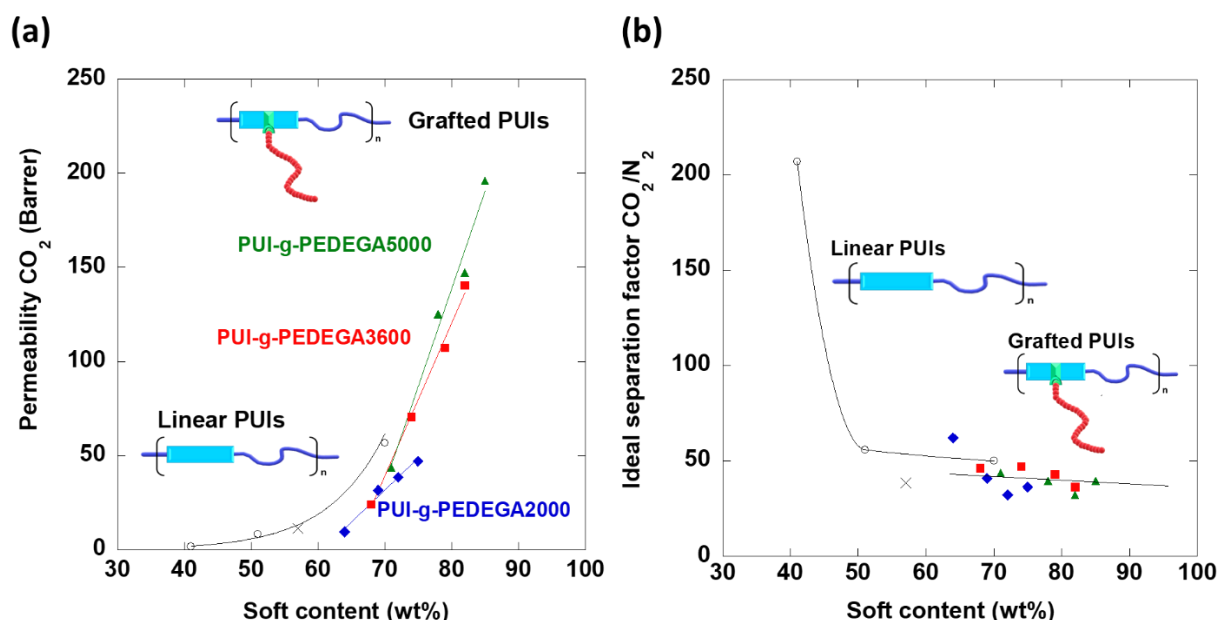 (a)
(b)
250
200
150
100
50
0
Permeability CO2 (Barrer)
n
Grafted PUIs
PUI-g-PEDEGA5000
PUI-g-PEDEGA3600
Linear PUIs
n
PUI-g-PEDEGA2000
30 40 50 60 70 80 90 100
Soft content (wt%)
250
200
150
100
50
0
Ideal separation factor CO2/N2
Linear PUIs
n
Grafted PUIs
n
30 40 50 60 70 80 90 100
Soft content (wt%)